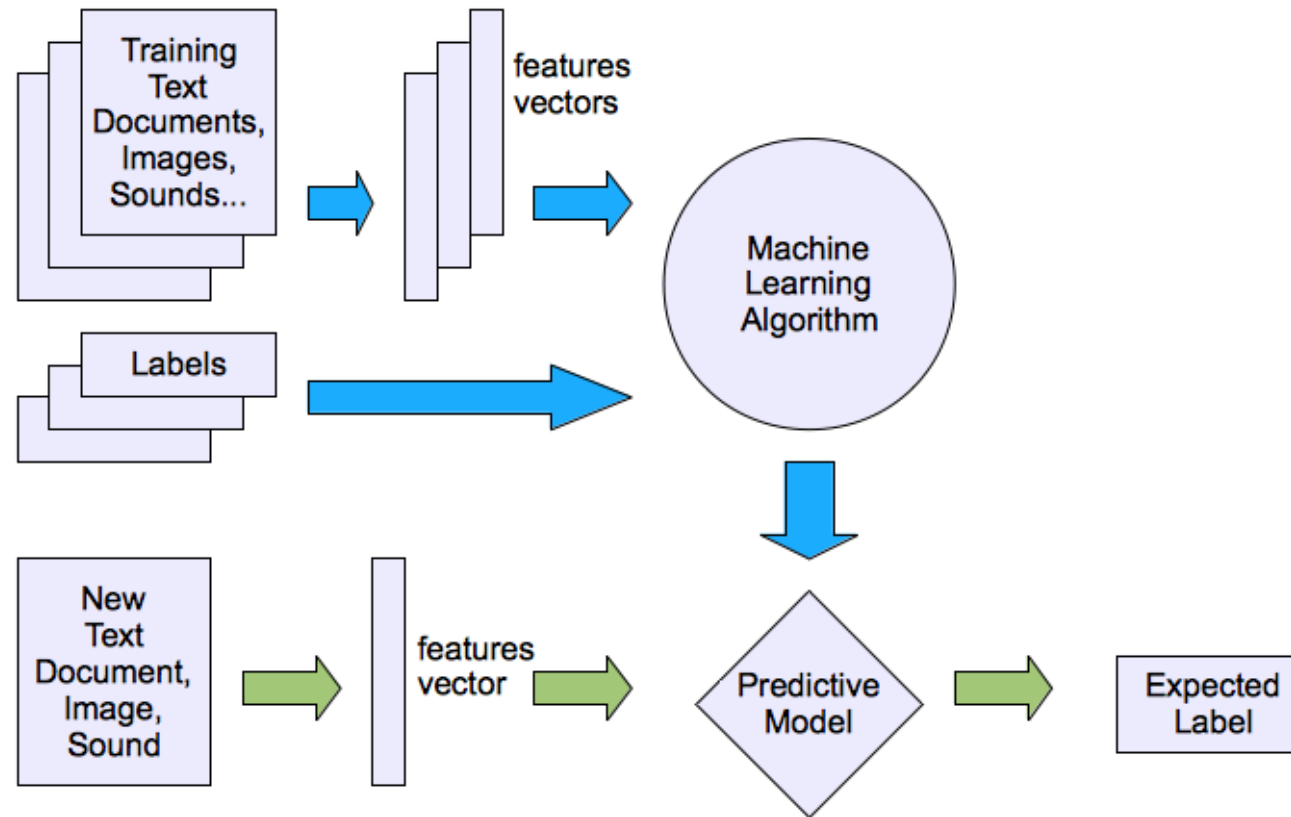 Training
Text
Documents,
Images,
Sounds...
features
vectors
Machine
Learning
Algorithm
Labels
New
Text
Document,
Image,
Sound
features
vector
Predictive
Model
Expected
Label